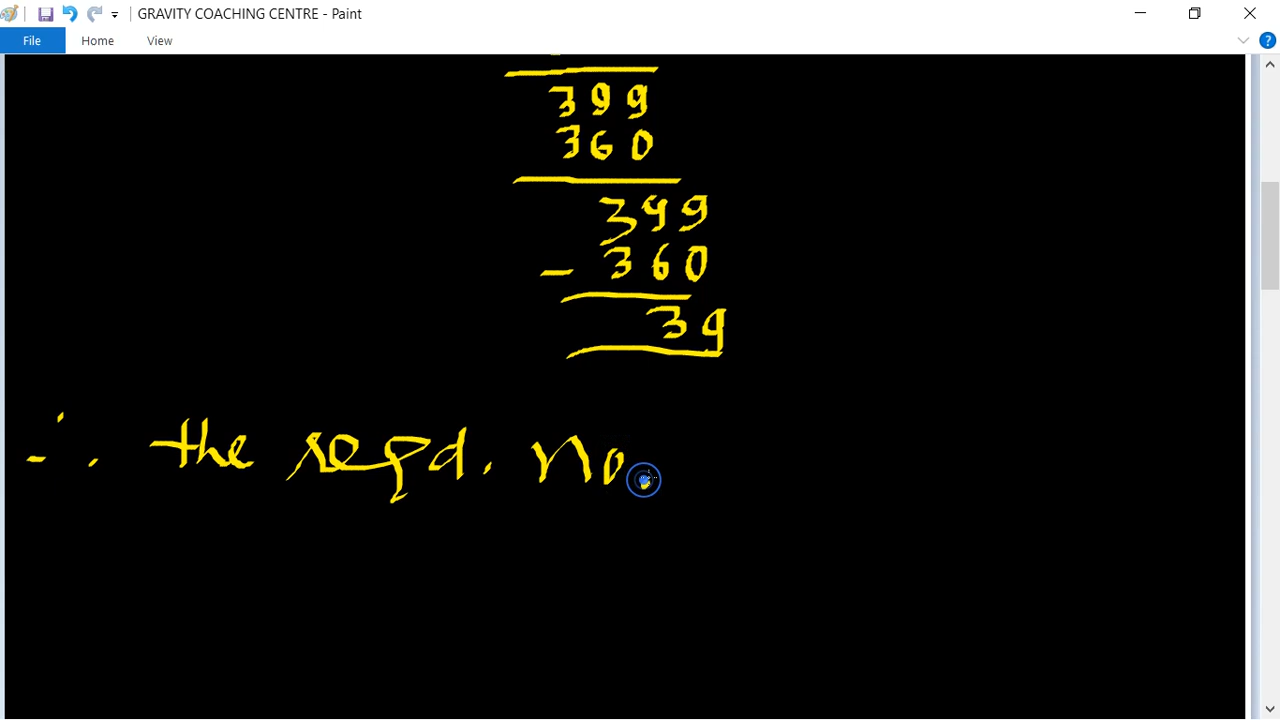 GRAVITY COACHING CENTRE - Paint
File Home View
399
360
399
- 360
39
∴ the reqd. no.